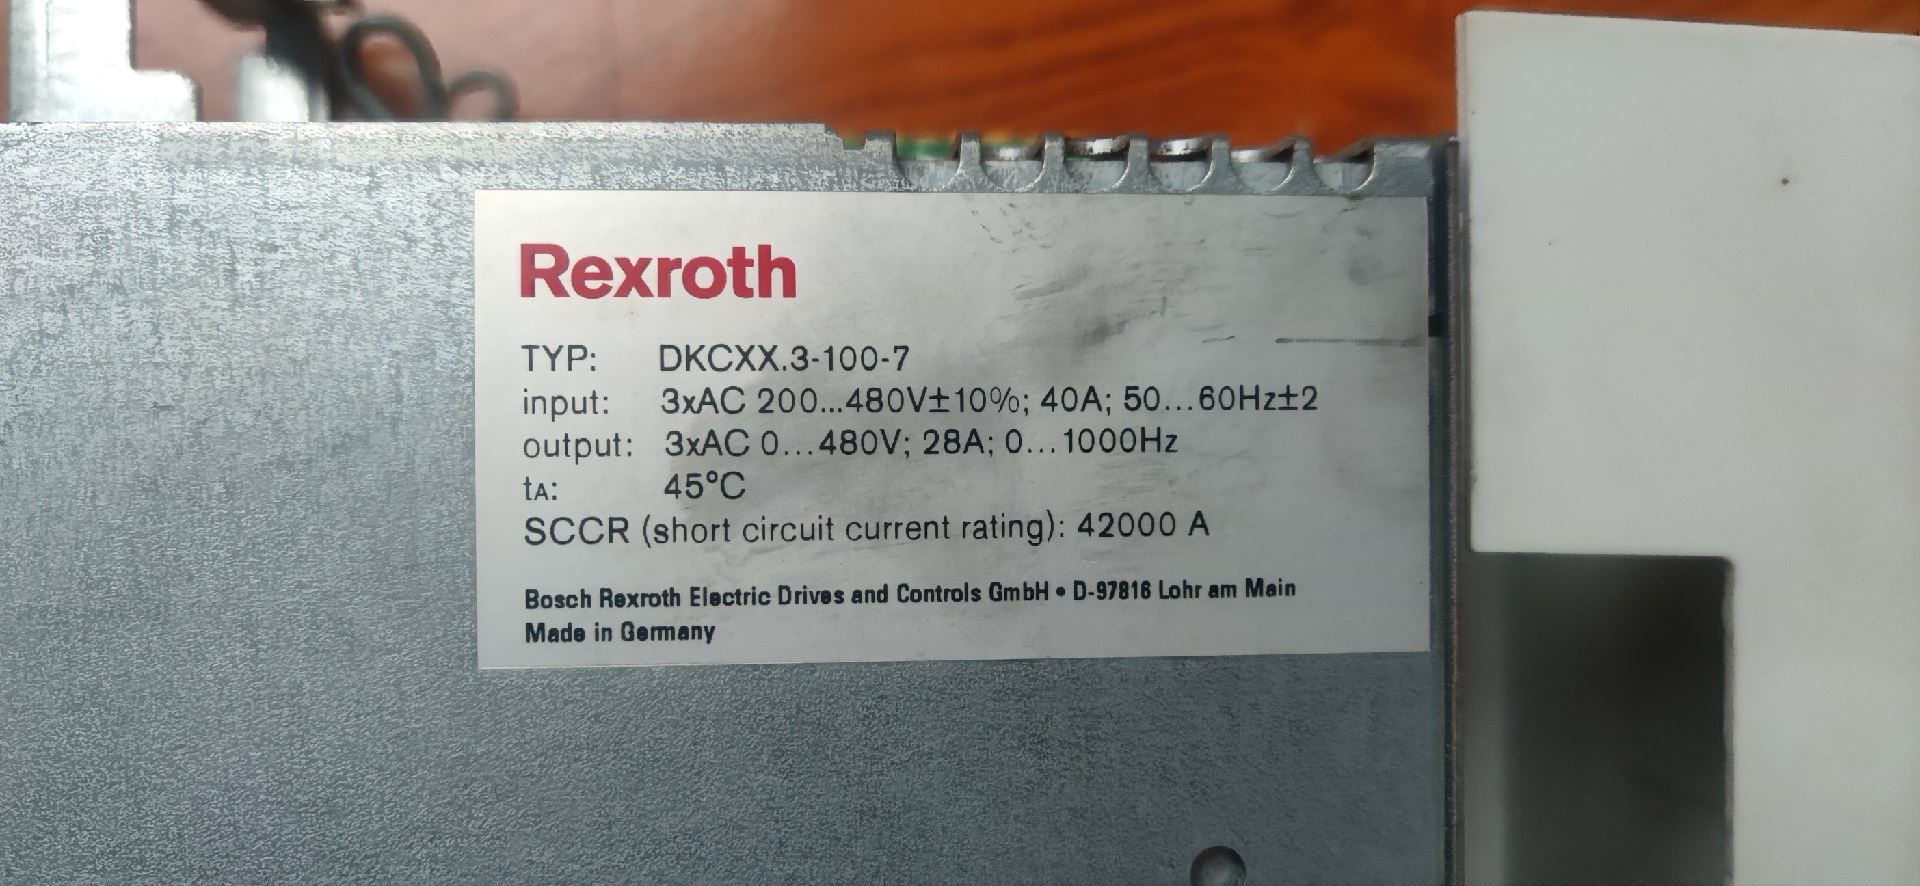 Rexroth
TYP: DKCXX.3-100-7
input: 3xAC 200...480V±10%; 40A; 50...60Hz±2
output: 3xAC 0...480V; 28A; 0...1000Hz
tA: 45°C
SCCR (short circuit current rating): 42000 A
Bosch Rexroth Electric Drives and Controls GmbH • D-97816 Lohr am Main
Made in Germany